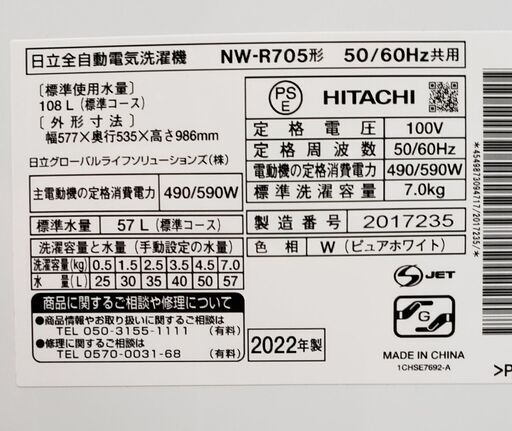 日立全自動電気洗濯機 NW-R705形 50/60Hz共用
〔標準使用水量〕
108 L (標準コース)
〔外形寸法〕
幅577×奥行535×高さ986mm
日立グローバルライフソリューションズ(株)
主電動機の定格消費電力 490/590W
標準水量 57 L (標準コース)
洗濯容量と水量 (手動設定の水量)
洗濯容量(kg) 0.5 1.5 2.5 3.5 4.5 7.0
水量 L 25 30 35 40 50 57
商品に関するご相談や修理について
●商品情報やお取り扱いに関するご相談
TEL 050-3155-1111 (有料)
●修理に関するご相談
TEL 0570-0031-68 (有料)
2022年製
PS
E
HITACHI
定格電圧 100V
定格周波数 50/60Hz
電動機の定格消費電力 490/590W
標準洗濯容量 7.0kg
製造番号 2017235
色相 W (ピュアホワイト)
S JET
G
MADE IN CHINA
1CHSE7692-A
>P